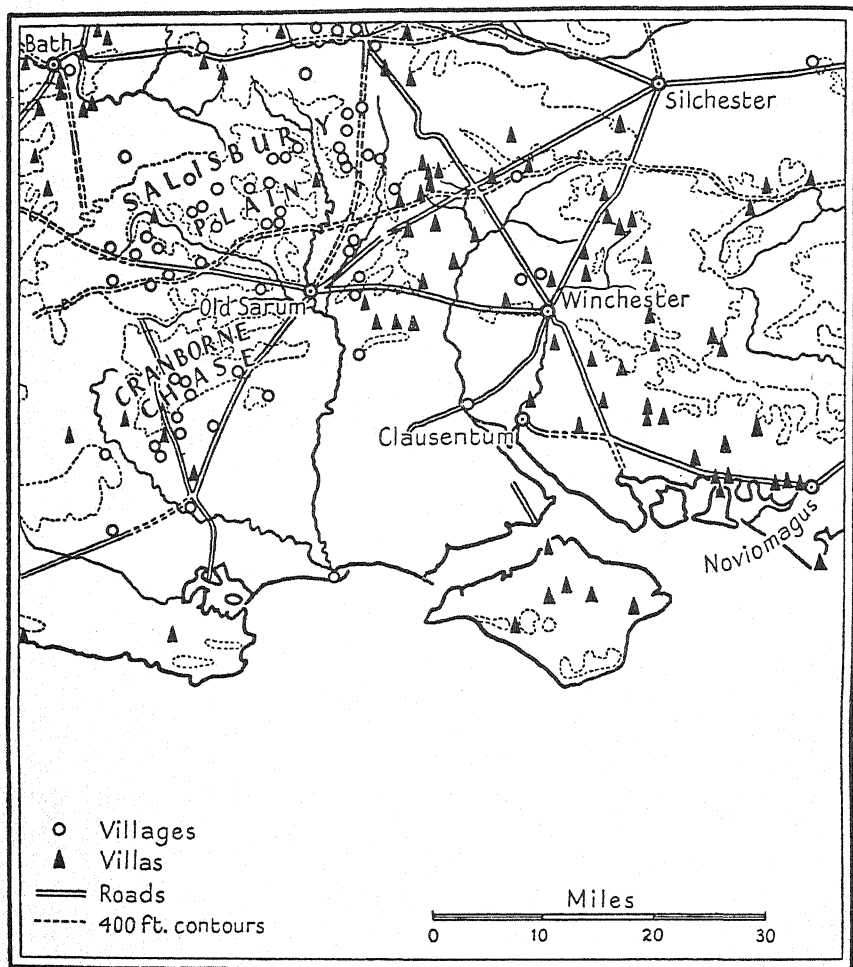 Bath
Silchester
SALISBURY
PLAIN
Old Sarum
Winchester
CRANBORNE
CHASE
Clausentum
Noviomagus
Villages
Villas
Roads
400 ft. contours
Miles
0 10 20 30